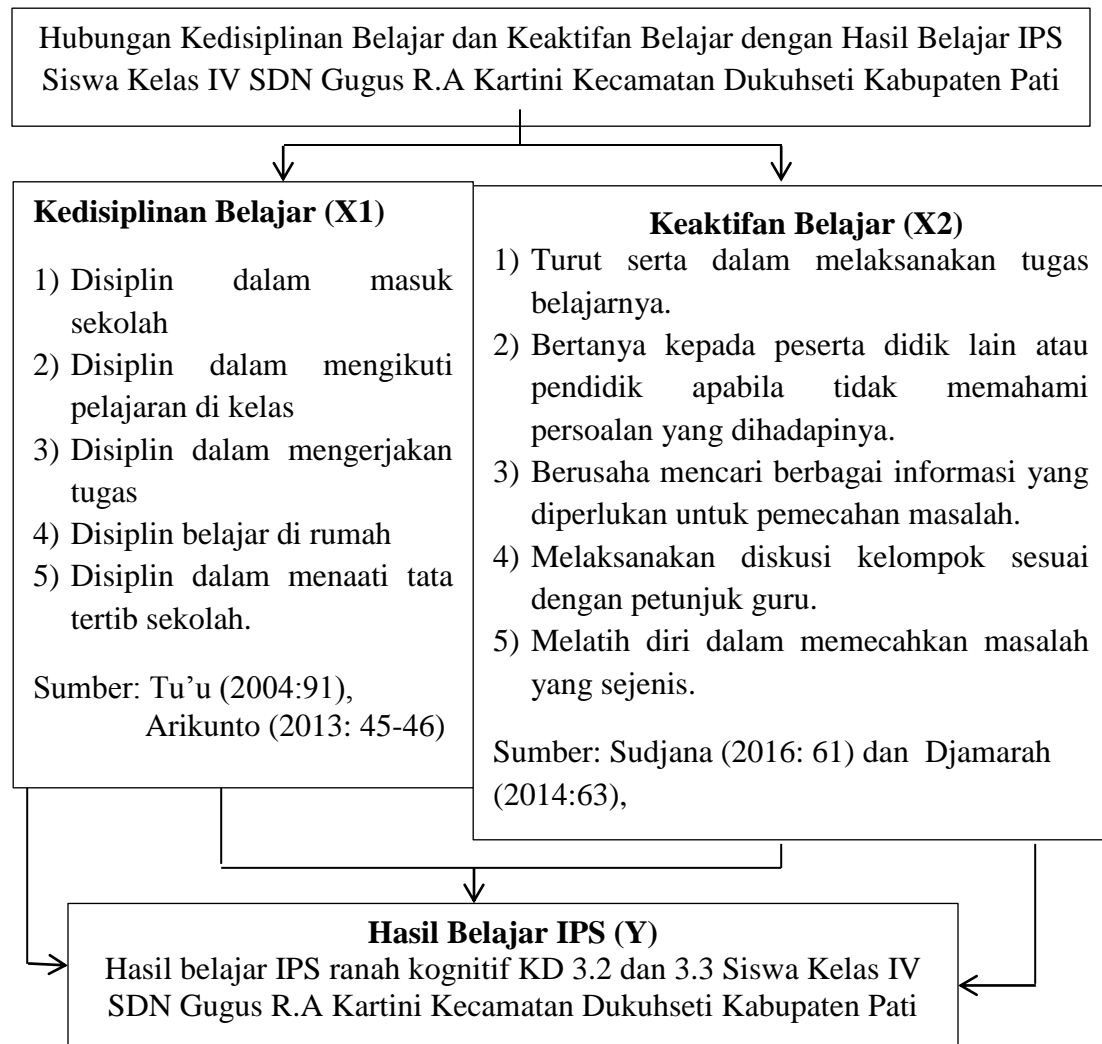 Hubungan Kedisiplinan Belajar dan Keaktifan Belajar dengan Hasil Belajar IPS
Siswa Kelas IV SDN Gugus R.A Kartini Kecamatan Dukuhseti Kabupaten Pati
Kedisiplinan Belajar (X1)
1) Disiplin dalam masuk
sekolah
2) Disiplin dalam mengikuti
pelajaran di kelas
3) Disiplin dalam mengerjakan
tugas
4) Disiplin belajar di rumah
5) Disiplin dalam menaati tata
tertib sekolah.
Sumber: Tu’u (2004:91),
Arikunto (2013: 45-46)
Keaktifan Belajar (X2)
1) Turut serta dalam melaksanakan tugas
belajarnya.
2) Bertanya kepada peserta didik lain atau
pendidik apabila tidak memahami
persoalan yang dihadapinya.
3) Berusaha mencari berbagai informasi yang
diperlukan untuk pemecahan masalah.
4) Melaksanakan diskusi kelompok sesuai
dengan petunjuk guru.
5) Melatih diri dalam memecahkan masalah
yang sejenis.
Sumber: Sudjana (2016: 61) dan Djamarah
(2014:63),
Hasil Belajar IPS (Y)
Hasil belajar IPS ranah kognitif KD 3.2 dan 3.3 Siswa Kelas IV
SDN Gugus R.A Kartini Kecamatan Dukuhseti Kabupaten Pati